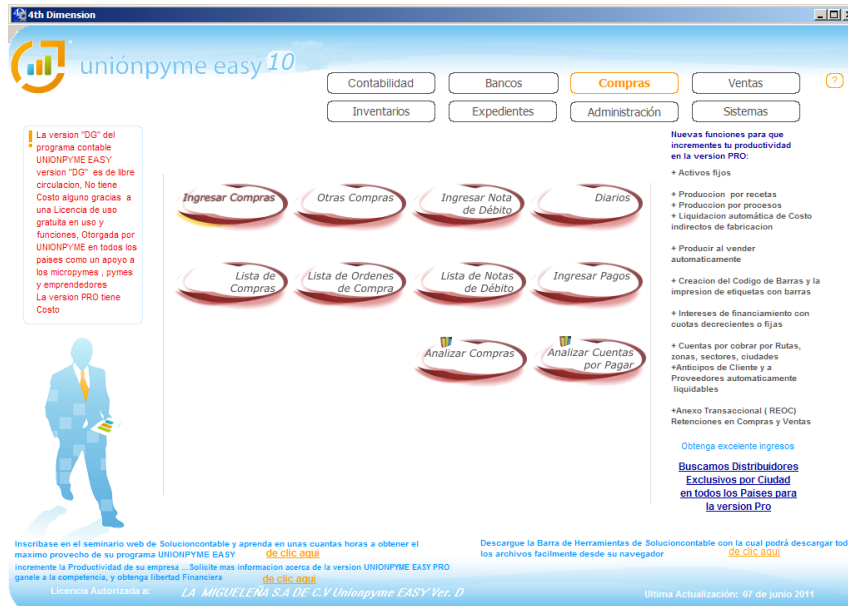 4th Dimension
uniónpyme easy 10
Contabilidad
Bancos
Compras
Ventas
?
Inventarios
Expedientes
Administración
Sistemas
! La version "DG" del
programa contable
UNIONPYME EASY
version "DG" es de libre
circulacion, No tiene
Costo alguno gracias a
una Licencia de uso
gratuita en uso y
funciones, Otorgada por
UNIONPYME en todos los
paises como un apoyo a
los micropymes , pymes
y emprendedores
La version PRO tiene
Costo
Ingresar Compras
Otras Compras
Ingresar Nota
de Débito
Diarios
Lista de
Compras
Lista de Ordenes
de Compra
Lista de Notas
de Débito
Ingresar Pagos
Analizar Compras
Analizar Cuentas
por Pagar
Nuevas funciones para que
incrementes tu productividad
en la version PRO:
+ Activos fijos
+ Produccion por recetas
+ Produccion por procesos
+ Liquidacion automática de Costo
indirectos de fabricacion
+ Producir al vender
automaticamente
+ Creacion del Codigo de Barras y la
impresion de etiquetas con barras
+ Intereses de financiamiento con
cuotas decrecientes o fijas
+ Cuentas por cobrar por Rutas,
zonas, sectores, ciudades
+Anticipos de Cliente y a
Proveedores automaticamente
liquidables
+Anexo Transaccional ( REOC)
Retenciones en Compras y Ventas
Obtenga excelente ingresos
Buscamos Distribuidores
Exclusivos por Ciudad
en todos los Paises para
la version Pro
Inscribase en el seminario web de Solucioncontable y aprenda en unas cuantas horas a obtener el
maximo provecho de su programa UNIONPYME EASY de clic aqui
incremente la Productividad de su empresa ...Solicite mas informacion acerca de la version UNIONPYME EASY PRO
ganele a la competencia, y obtenga libertad Financiera de clic aqui
Descargue la Barra de Herramientas de Solucioncontable con la cual podrá descargar tod
los archivos facilmente desde su navegador de clic aqui
Licencia Autorizada a: LA MIGUELEÑA S.A DE C.V Unionpyme EASY Ver. D
Ultima Actualización: 07 de junio 2011